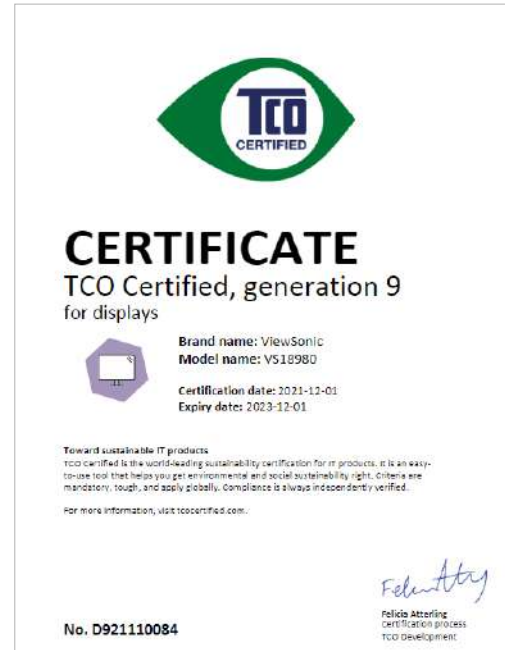 TCO
CERTIFIED
CERTIFICATE
TCO Certified, generation 9
for displays
Brand name: ViewSonic
Model name: VS18980
Certification date: 2021-12-01
Expiry date: 2023-12-01
Toward sustainable IT products
TCO Certified is the world-leading sustainability certification for IT products. It is an easy-
to-use tool that helps you get environmental and social sustainability right. Criteria are
mandatory, tough, and apply globally. Compliance is always independently verified.
For more information, visit tcocertified.com.
Felicia Atterling
certification process
TCO Development
No. D921110084